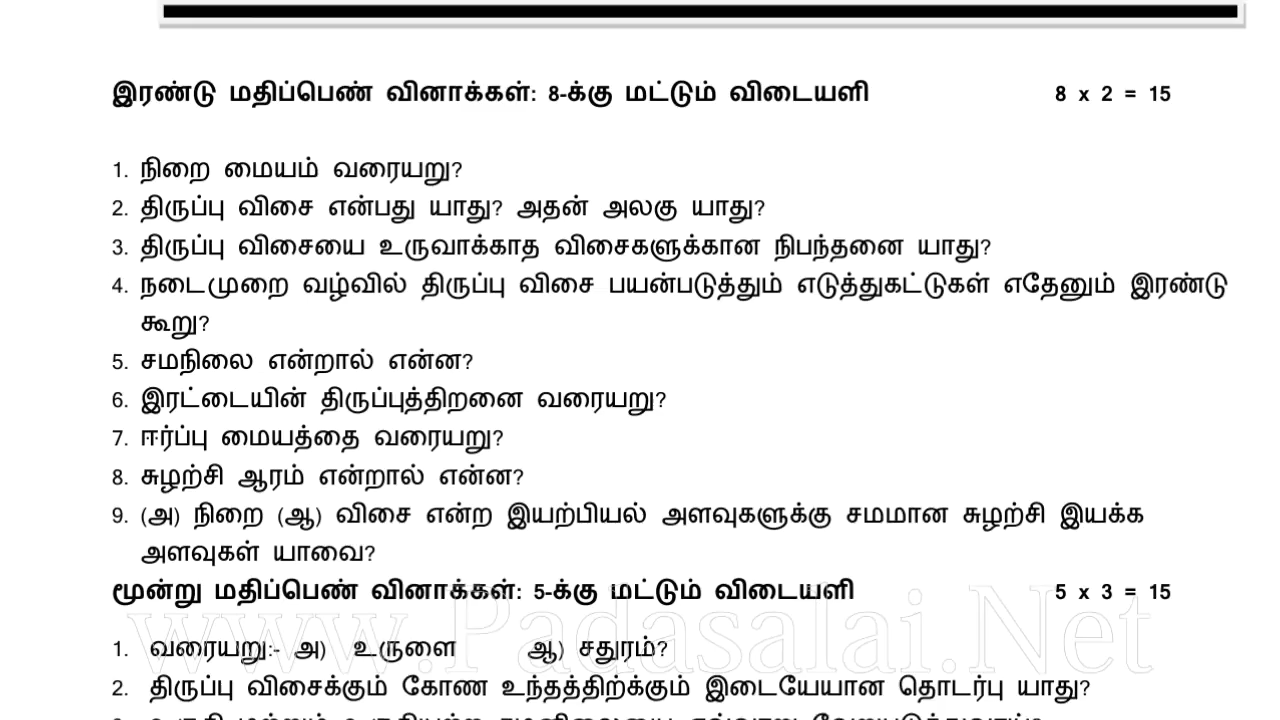 இரண்டு மதிப்பெண் வினாக்கள்: 8-க்கு மட்டும் விடையளி 8 x 2 = 15
1. நிறை மையம் வரையறு?
2. திருப்பு விசை என்பது யாது? அதன் அலகு யாது?
3. திருப்பு விசையை உருவாக்காத விசைகளுக்கான நிபந்தனை யாது?
4. நடைமுறை வழ்வில் திருப்பு விசை பயன்படுத்தும் எடுத்துகட்டுகள் எதேனும் இரண்டு
கூறு?
5. சமநிலை என்றால் என்ன?
6. இரட்டையின் திருப்புத்திறனை வரையறு?
7. ஈர்ப்பு மையத்தை வரையறு?
8. சுழற்சி ஆரம் என்றால் என்ன?
9. (அ) நிறை (ஆ) விசை என்ற இயற்பியல் அளவுகளுக்கு சமமான சுழற்சி இயக்க
அளவுகள் யாவை?
மூன்று மதிப்பெண் வினாக்கள்: 5-க்கு மட்டும் விடையளி 5 x 3 = 15
www.Padasalai.Net
1. வரையறு:- அ) உருளை ஆ) சதுரம்?
2. திருப்பு விசைக்கும் கோண உந்தத்திற்க்கும் இடையேயான தொடர்பு யாது?